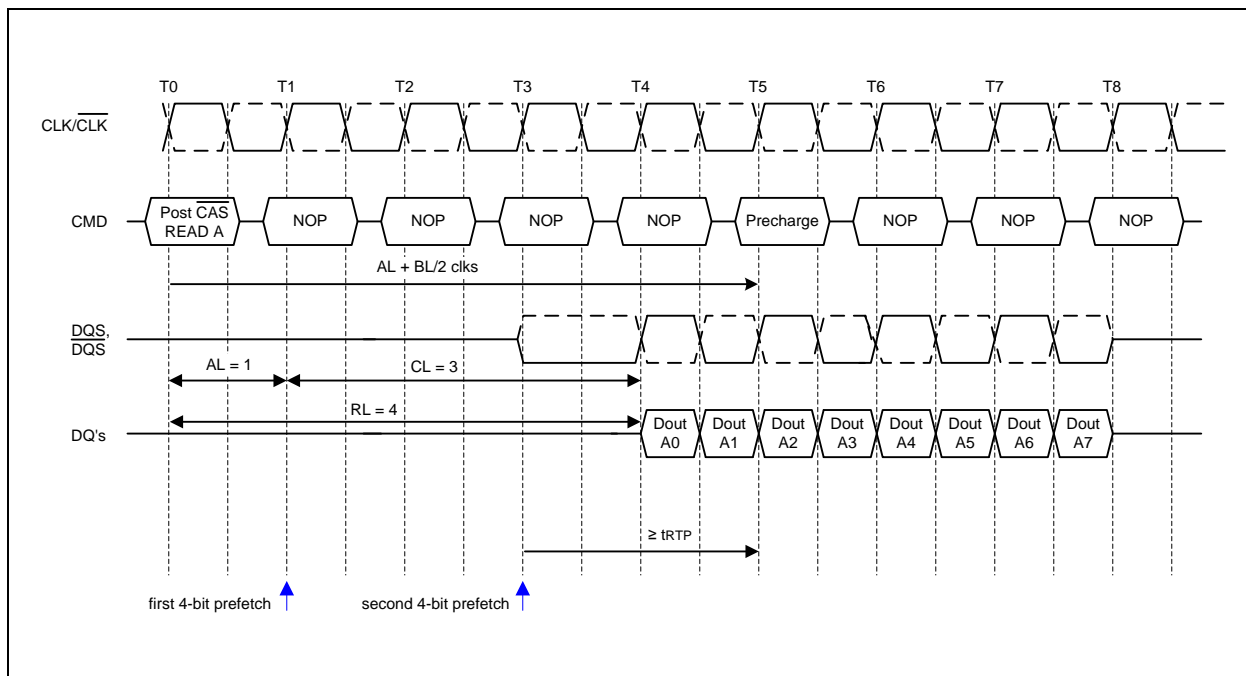 T0 T1 T2 T3 T4 T5 T6 T7 T8
CLK/CLK
CMD
Post CAS
READ A
NOP
NOP
NOP
NOP
Precharge
NOP
NOP
NOP
AL + BL/2 clks
DQS,
DQS
AL = 1
CL = 3
RL = 4
DQ's
Dout
A0
Dout
A1
Dout
A2
Dout
A3
Dout
A4
Dout
A5
Dout
A6
Dout
A7
≥ tRTP
first 4-bit prefetch
second 4-bit prefetch